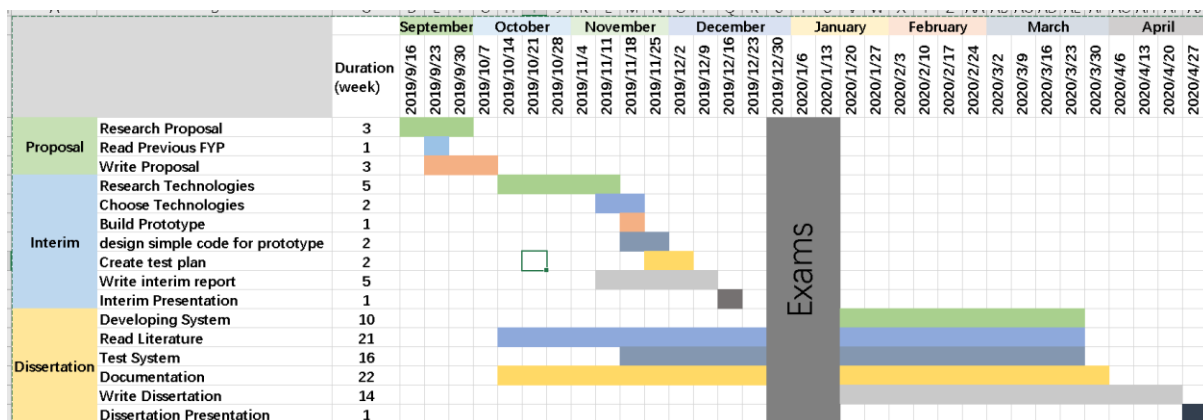 September October November December January February March April
Duration (week) 2019/9/16 2019/9/23 2019/9/30 2019/10/7 2019/10/14 2019/10/21 2019/10/28 2019/11/4 2019/11/11 2019/11/18 2019/11/25 2019/12/2 2019/12/9 2019/12/16 2019/12/23 2019/12/30 2020/1/6 2020/1/13 2020/1/20 2020/1/27 2020/2/3 2020/2/10 2020/2/17 2020/2/24 2020/3/2 2020/3/9 2020/3/16 2020/3/23 2020/3/30 2020/4/6 2020/4/13 2020/4/20 2020/4/27
Proposal
Research Proposal 3
Read Previous FYP 1
Write Proposal 3
Interim
Research Technologies 5
Choose Technologies 2
Build Prototype 1
design simple code for prototype 2
Create test plan 2
Write interim report 5
Interim Presentation 1
Exams
Dissertation
Developing System 10
Read Literature 21
Test System 16
Documentation 22
Write Dissertation 14
Dissertation Presentation 1